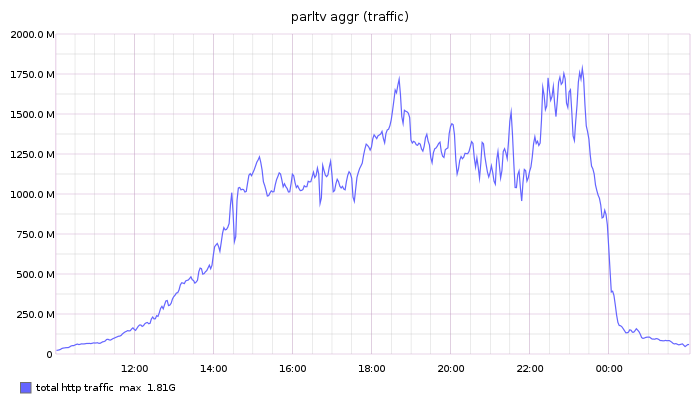 parltv aggr (traffic)
2000.0 M
1750.0 M
1500.0 M
1250.0 M
1000.0 M
750.0 M
500.0 M
250.0 M
0
12:00 14:00 16:00 18:00 20:00 22:00 00:00
total http traffic max 1.81G